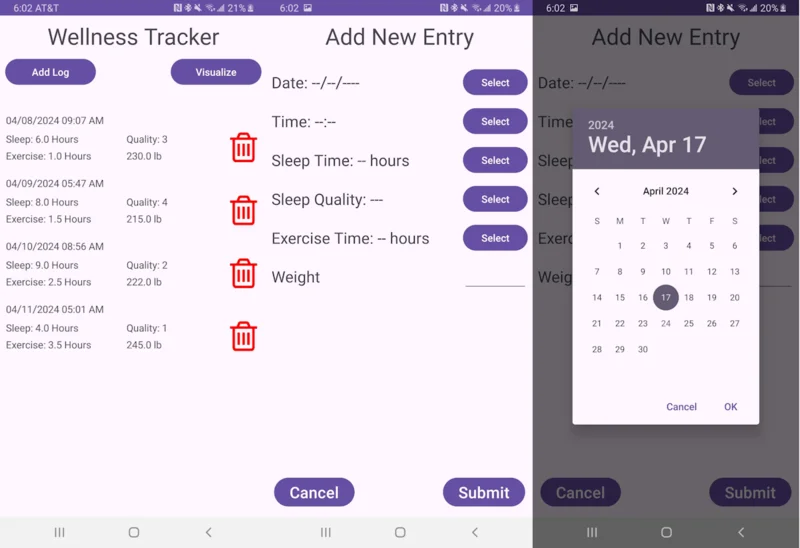 6:02 AT&T 21%
Wellness Tracker
Add Log Visualize
04/08/2024 09:07 AM
Sleep: 6.0 Hours Quality: 3
Exercise: 1.0 Hours 230.0 lb
04/09/2024 05:47 AM
Sleep: 8.0 Hours Quality: 4
Exercise: 1.5 Hours 215.0 lb
04/10/2024 08:56 AM
Sleep: 9.0 Hours Quality: 2
Exercise: 2.5 Hours 222.0 lb
04/11/2024 05:01 AM
Sleep: 4.0 Hours Quality: 1
Exercise: 3.5 Hours 245.0 lb
6:02 20%
Add New Entry
Date: --/--/---- Select
Time: --:-- Select
Sleep Time: -- hours Select
Sleep Quality: --- Select
Exercise Time: -- hours Select
Weight
Cancel Submit
6:02 20%
Add New Entry
Date: --/--/---- Select
Time lect
Sleep lect
Sleep lect
Exerc lect
Weig
2024
Wed, Apr 17
April 2024
S M T W T F S
1 2 3 4 5 6
7 8 9 10 11 12 13
14 15 16 17 18 19 20
21 22 23 24 25 26 27
28 29 30
Cancel OK
Cancel Submit